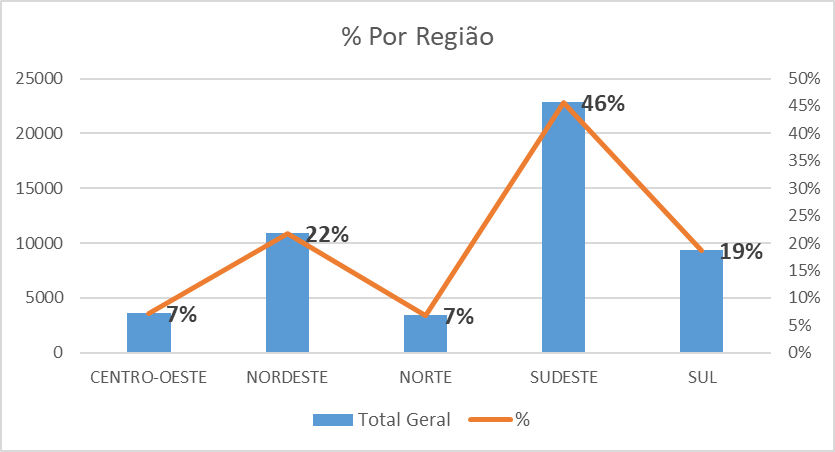 % Por Região
25000 50%
45%
20000 40%
35%
15000 30%
25%
10000 20%
15%
5000 10%
5%
0 0%
7% 22% 7% 46% 19%
CENTRO-OESTE NORDESTE NORTE SUDESTE SUL
Total Geral %